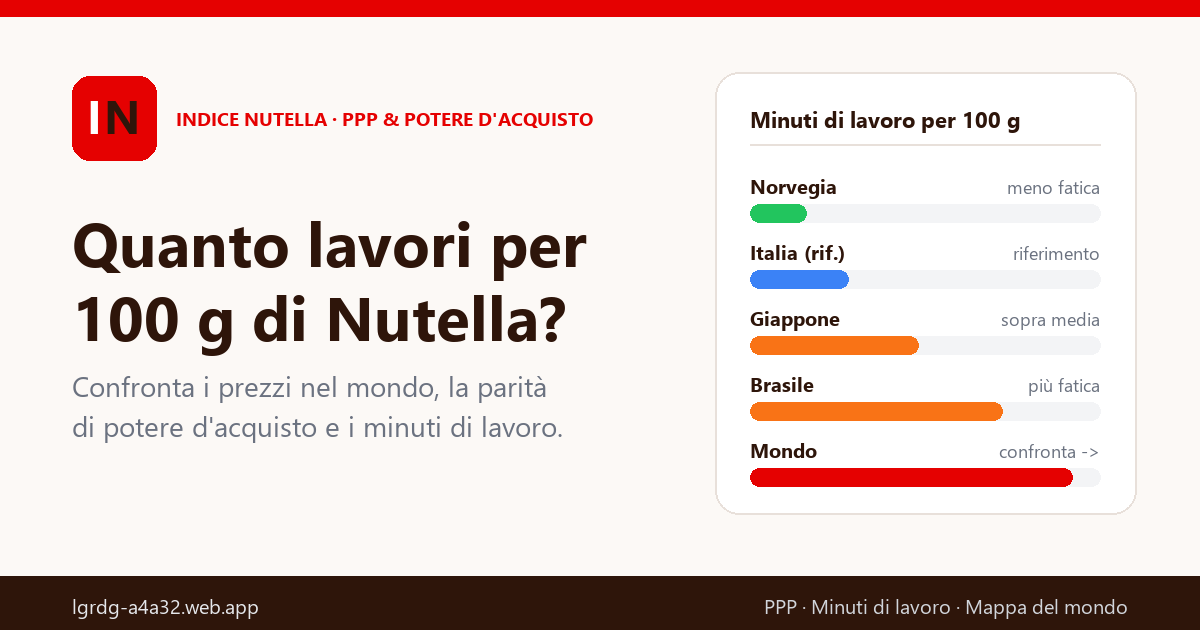 IN
INDICE NUTELLA · PPP & POTERE D'ACQUISTO
Quanto lavori per
100 g di Nutella?
Confronta i prezzi nel mondo, la parità
di potere d'acquisto e i minuti di lavoro.
Minuti di lavoro per 100 g
Norvegia meno fatica
Italia (rif.) riferimento
Giappone sopra media
Brasile più fatica
Mondo confronta ->
lgrdg-a4a32.web.app
PPP · Minuti di lavoro · Mappa del mondo